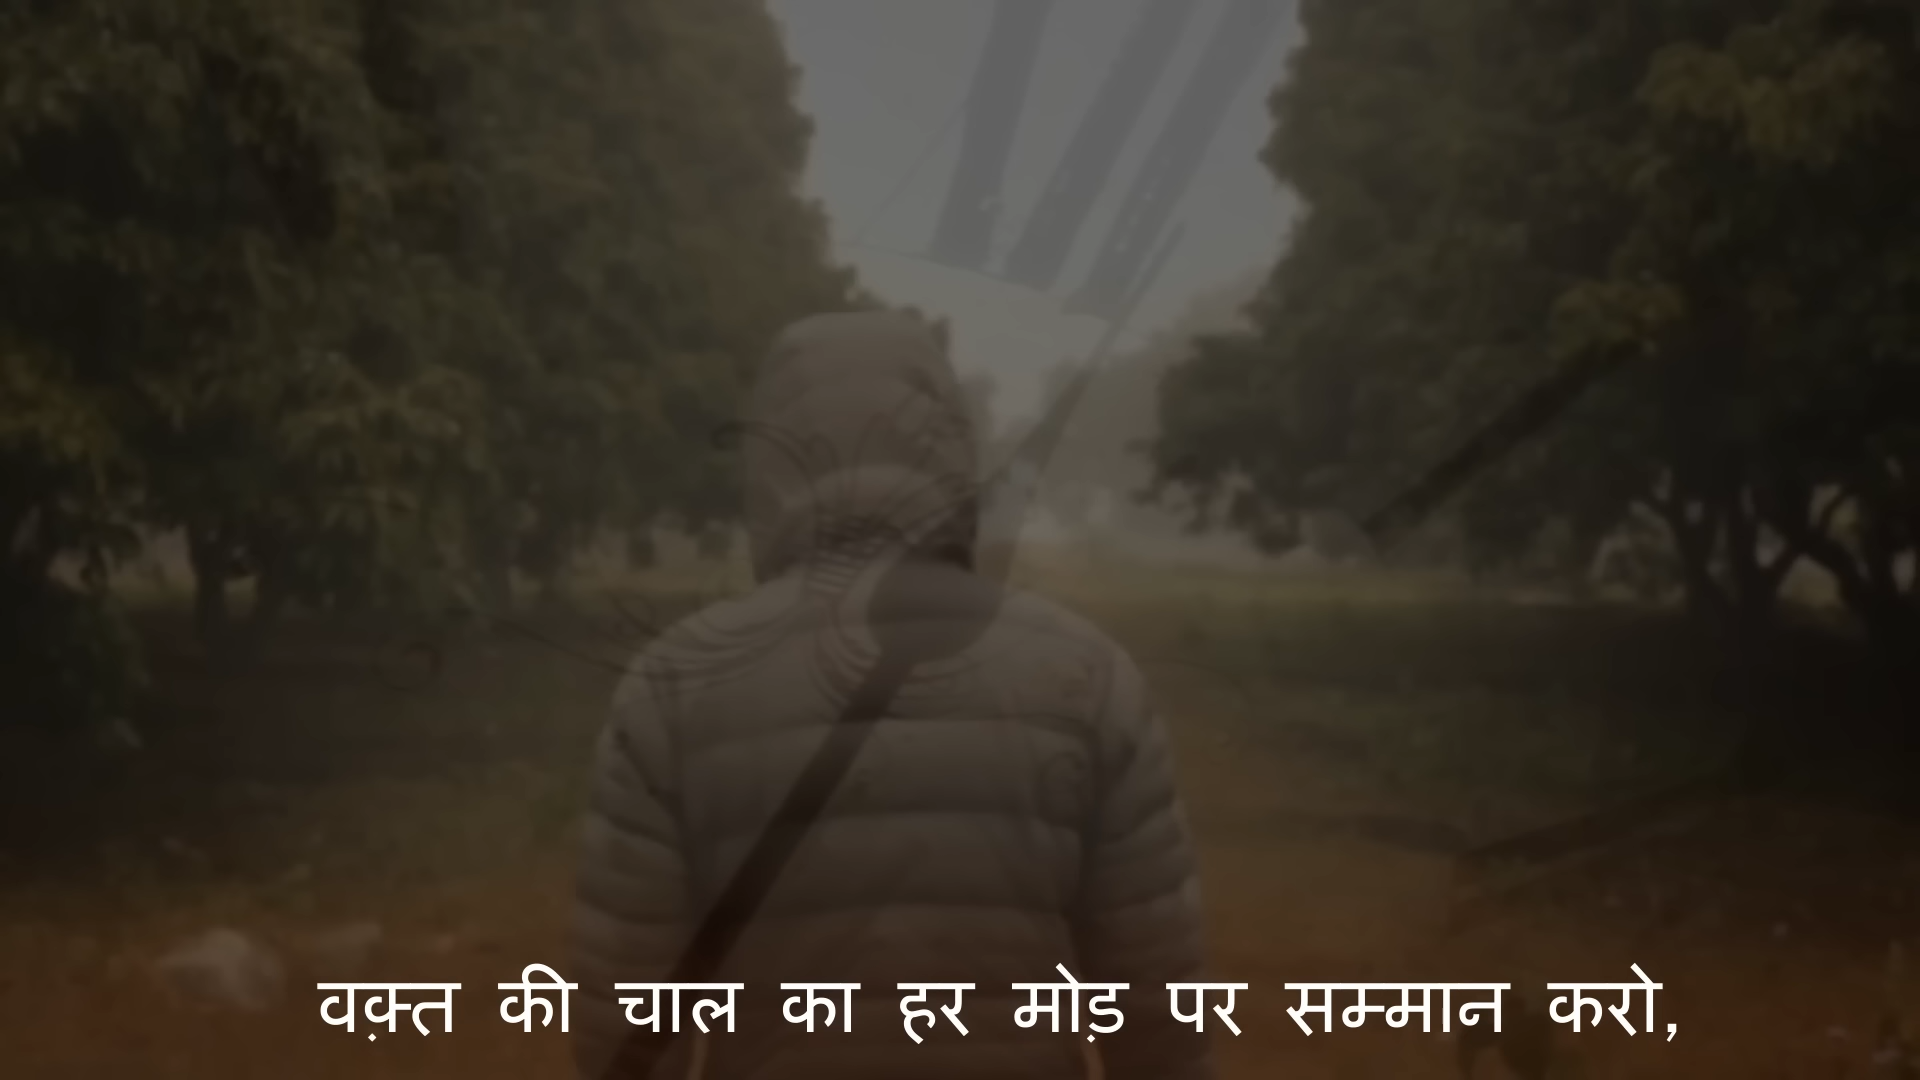 वक़्त की चाल का हर मोड़ पर सम्मान करो,